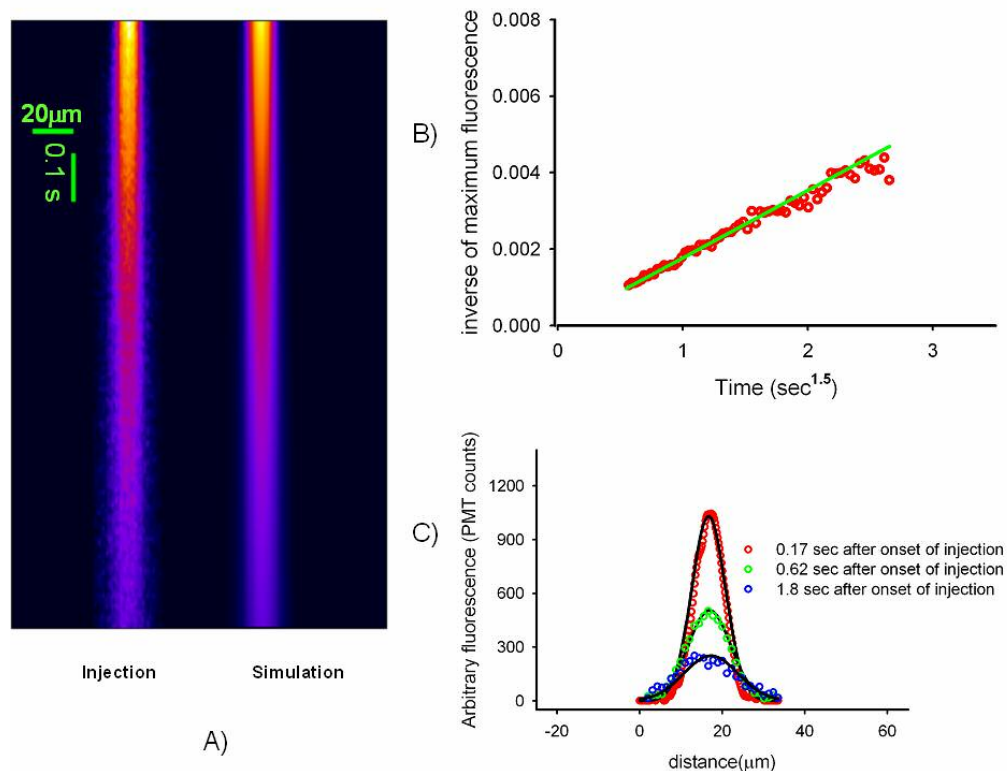 20μm
0.1 s
Injection
Simulation
A)
B)
inverse of maximum fluorescence
0.008
0.006
0.004
0.002
0.000
0
1
2
3
Time (sec1.5)
C)
Arbitrary fluorescence (PMT counts)
1200
900
600
300
0
0.17 sec after onset of injection
0.62 sec after onset of injection
1.8 sec after onset of injection
-20
0
20
40
60
distance(μm)